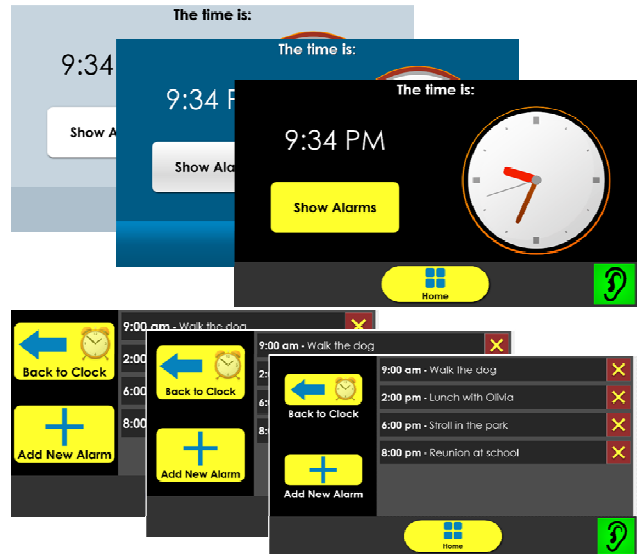 The time is:
9:34
Show A
The time is:
9:34 P
Show Ala
The time is:
9:34 PM
Show Alarms
Home
Back to Clock
Add New Alarm
9:00 am - Walk the dog
2:00
6:00
8:00
Back to Clock
Add New Alarm
9:00 am - Walk the dog
2:
6:
8:
Back to Clock
Add New Alarm
9:00 am - Walk the dog
2:00 pm - Lunch with Olivia
6:00 pm - Stroll in the park
8:00 pm - Reunion at school
Home